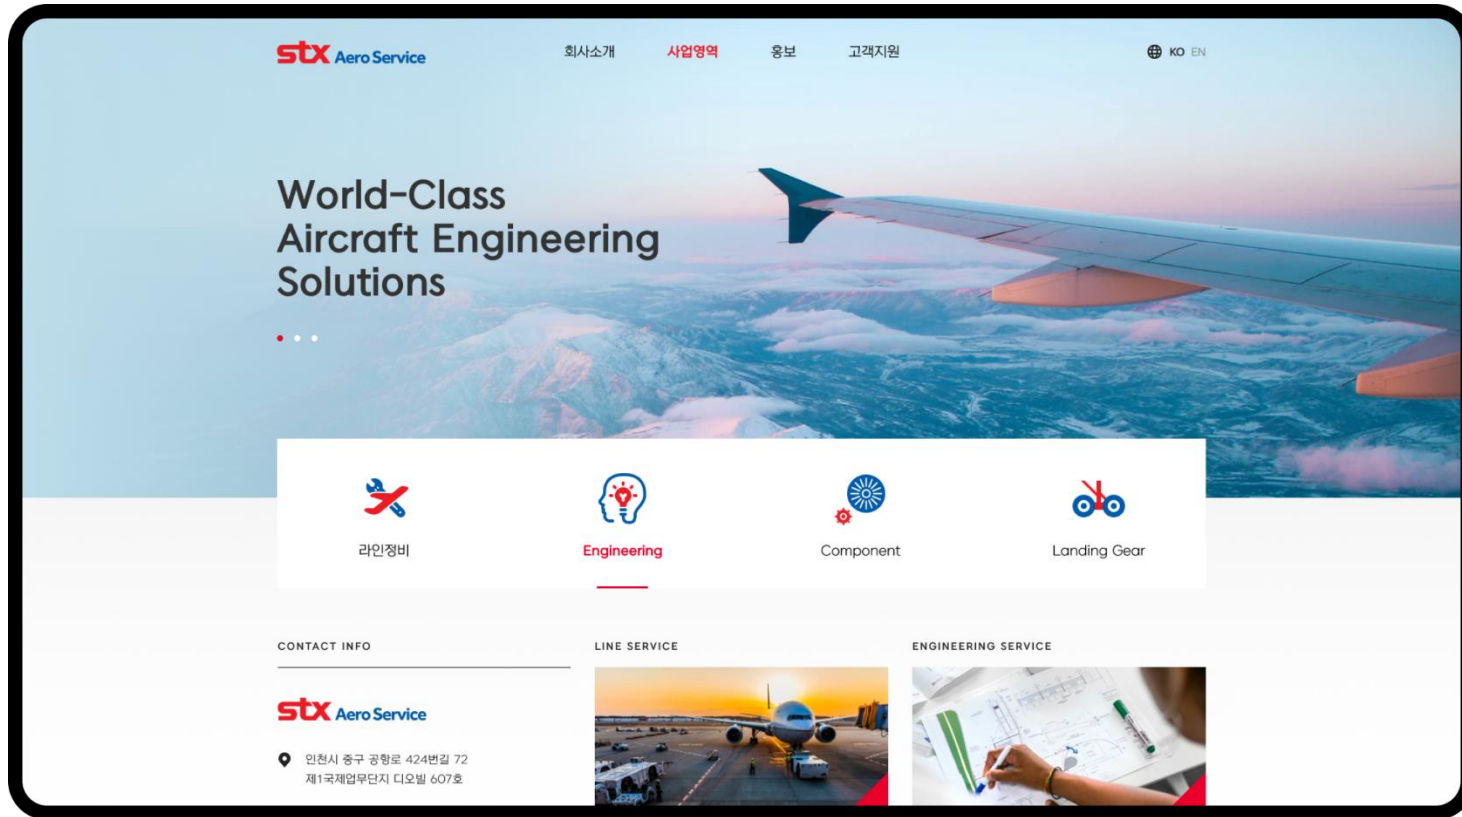 stx Aero Service
회사소개
사업영역
홍보
고객지원
KO EN
World-Class
Aircraft Engineering
Solutions
라인정비
Engineering
Component
Landing Gear
CONTACT INFO
stx Aero Service
인천시 중구 공항로 424번길 72
제1국제업무단지 디오빌 607호
LINE SERVICE
ENGINEERING SERVICE